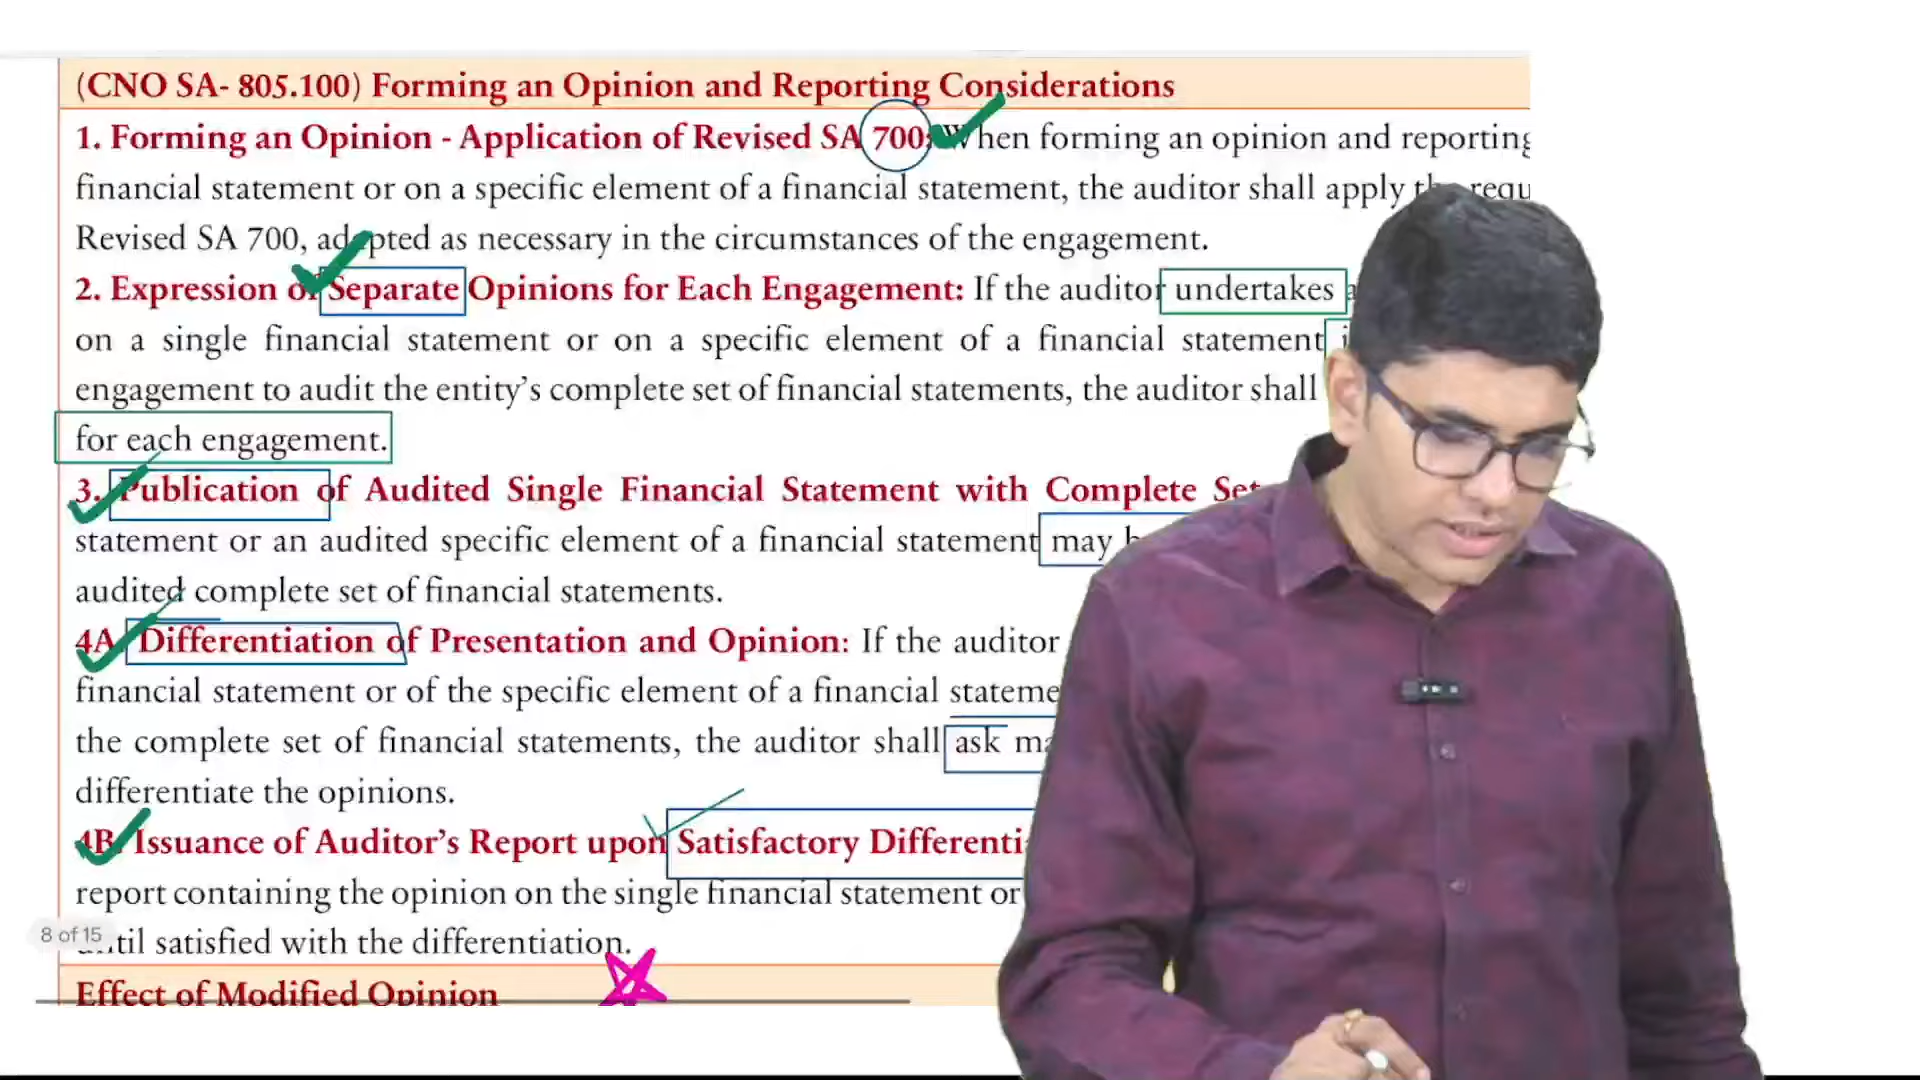 (CNO SA- 805.100) Forming an Opinion and Reporting Considerations
1. Forming an Opinion - Application of Revised SA 700: When forming an opinion and reporting
financial statement or on a specific element of a financial statement, the auditor shall apply the
Revised SA 700, adapted as necessary in the circumstances of the engagement.
2. Expression of Separate Opinions for Each Engagement: If the auditor undertakes
on a single financial statement or on a specific element of a financial statement
engagement to audit the entity’s complete set of financial statements, the auditor shall
for each engagement.
3. Publication of Audited Single Financial Statement with Complete Set
statement or an audited specific element of a financial statement may
audited complete set of financial statements.
4A. Differentiation of Presentation and Opinion: If the auditor
financial statement or of the specific element of a financial
the complete set of financial statements, the auditor shall ask
differentiate the opinions.
4B. Issuance of Auditor’s Report upon Satisfactory
report containing the opinion on the single financial statement or
8 of 15
until satisfied with the differentiation.
Effect of Modified Opinion